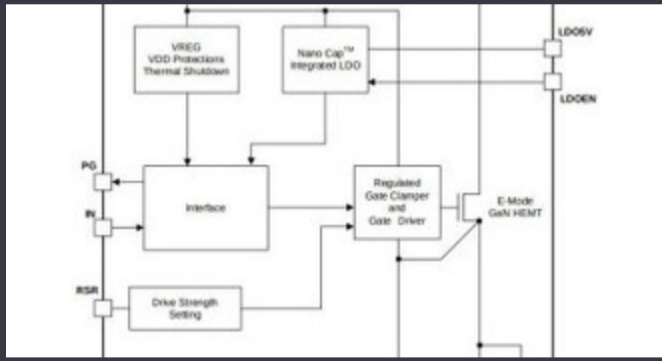 VREG
VDD Protections
Thermal Shutdown
Nano Cap™
Integrated LDO
LDO5V
LDOEN
PG
IN
Interface
Regulated
Gate Clamper
and
Gate Driver
E-Mode
GaN HEMT
RSR
Drive Strength
Setting